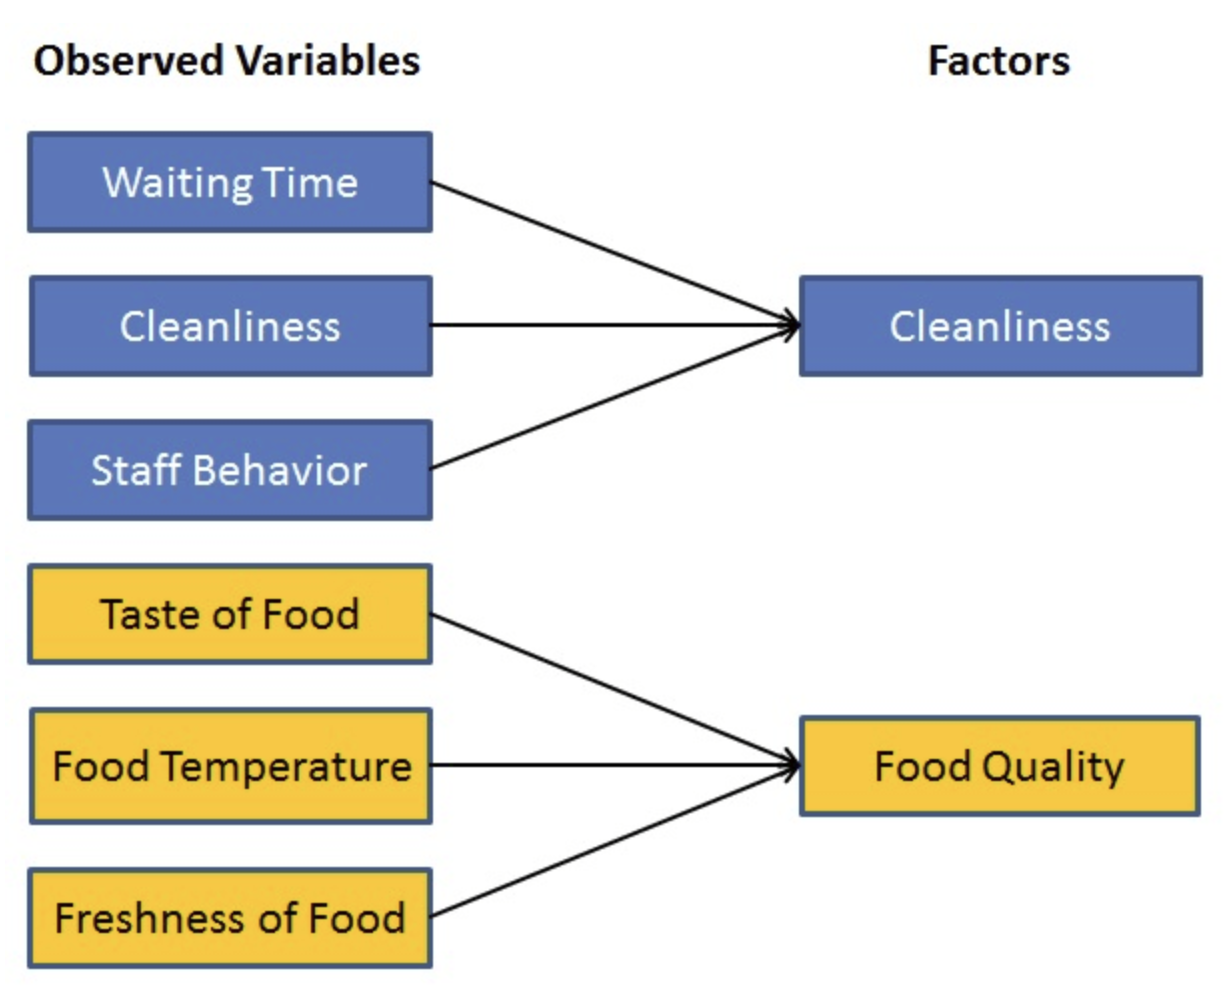 Observed Variables
Factors
Waiting Time
Cleanliness
Cleanliness
Staff Behavior
Taste of Food
Food Temperature
Food Quality
Freshness of Food